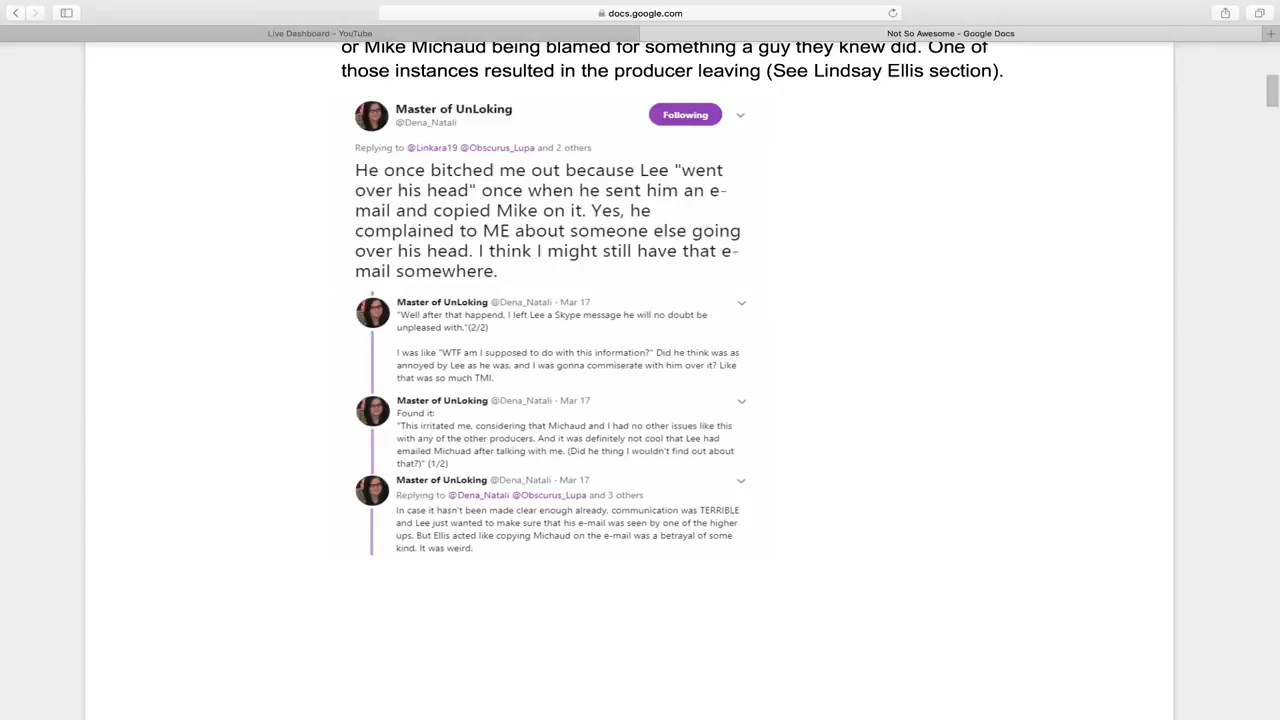 docs.google.com
Live Dashboard - YouTube
Not So Awesome - Google Docs
or Mike Michaud being blamed for something a guy they knew did. One of
those instances resulted in the producer leaving (See Lindsay Ellis section).
Master of UnLoking
@Dena_Natali
Following
Replying to @Linkara19 @Obscurus_Lupa and 2 others
He once bitched me out because Lee "went
over his head" once when he sent him an e-
mail and copied Mike on it. Yes, he
complained to ME about someone else going
over his head. I think I might still have that e-
mail somewhere.
Master of UnLoking @Dena_Natali - Mar 17
"Well after that happend, I left Lee a Skype message he will no doubt be
unpleased with."(2/2)
I was like "WTF am I supposed to do with this information?" Did he think was as
annoyed by Lee as he was, and I was gonna commiserate with him over it? Like
that was so much TMI.
Master of UnLoking @Dena_Natali - Mar 17
Found it:
"This irritated me, considering that Michaud and I had no other issues like this
with any of the other producers. And it was definitely not cool that Lee had
emailed Michuad after talking with me. (Did he thing I wouldn't find out about
that?)" (1/2)
Master of UnLoking @Dena_Natali - Mar 17
Replying to @Dena_Natali @Obscurus_Lupa and 3 others
In case it hasn't been made clear enough already, communication was TERRIBLE
and Lee just wanted to make sure that his e-mail was seen by one of the higher
ups. But Ellis acted like copying Michaud on the e-mail was a betrayal of some
kind. It was weird.